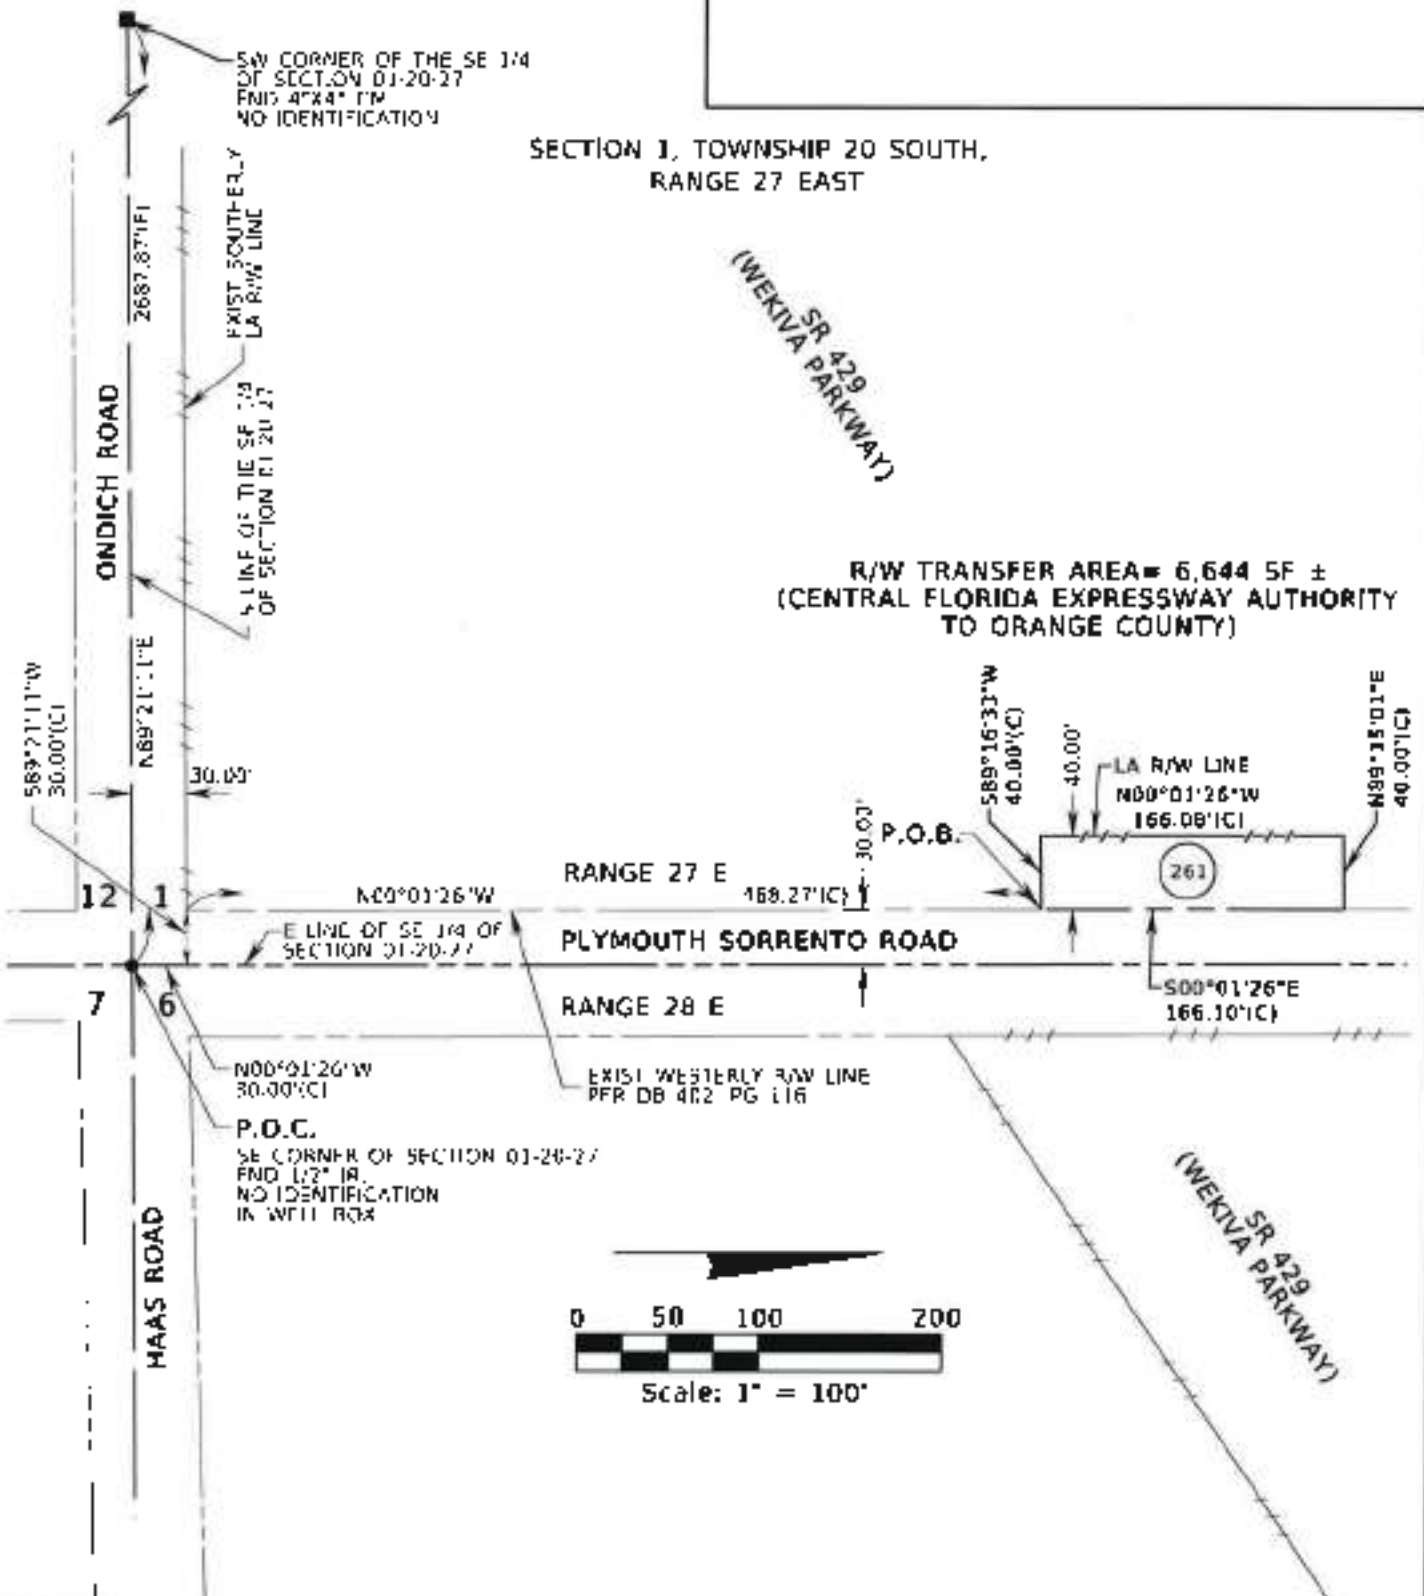 SW CORNER OF THE SE 1/4
OF SECTION 01-20-27
FND 4"X4" CM
NO IDENTIFICATION
SECTION 1, TOWNSHIP 20 SOUTH,
RANGE 27 EAST
2687.87'(F)
EXIST SOUTHERLY
LA R/W LINE
SR 429
(WEKIVA PARKWAY)
ONDICH ROAD
S LINE OF THE SE 1/4
OF SECTION 01-20-27
R/W TRANSFER AREA= 6,644 SF ±
(CENTRAL FLORIDA EXPRESSWAY AUTHORITY
TO ORANGE COUNTY)
S89°21'11"W
30.00'(C)
N89°21'11"E
30.00'
S89°16'33"W
40.00'(C)
40.00'
LA R/W LINE
N00°01'26"W
166.08'(C)
40.00'(C)
30.00'
P.O.B.
261
12
1
RANGE 27 E
N00°01'26"W
468.27'(C)
E LINE OF SE 1/4 OF
SECTION 01-20-27
PLYMOUTH SORRENTO ROAD
7
6
RANGE 28 E
S00°01'26"E
166.10'(C)
N00°01'26"W
30.00'(C)
EXIST WESTERLY R/W LINE
PER DB 402 PG 116
P.O.C.
SE CORNER OF SECTION 01-20-27
FND 1/2" IR
NO IDENTIFICATION
IN WELL BOX
HAAS ROAD
SR 429
(WEKIVA PARKWAY)
0 50 100 200
Scale: 1" = 100'